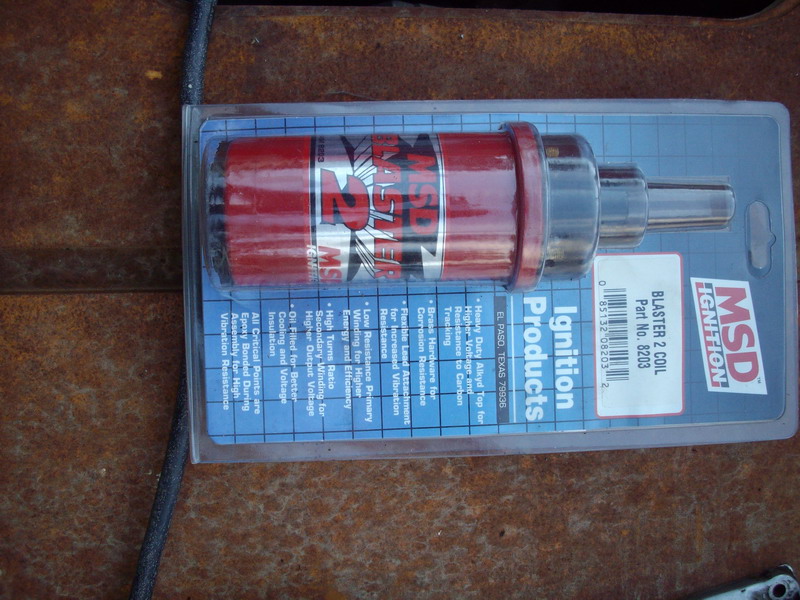 MSD™
IGNITION
BLASTER 2 COIL
Part No. 8203
0 85132 08203 2
Ignition
Products
EL PASO, TEXAS 79936
• Heavy Duty Alkyd Top for
Higher Voltage and
Resistance to Carbon
Tracking
• Brass Hardware for
Corrosion Resistance
• Flexible Lead Attachment
for Increased Vibration
Resistance
• Low Resistance Primary
Winding for Higher
Energy and Efficiency
• High Turns Ratio
Secondary Winding for
Higher Output Voltage
• Oil Filled for Better
Cooling and Voltage
Insulation
All Critical Points are
Epoxy Bonded During
Assembly for High
Vibration Resistance
MSD
BLASTER
2
MSD